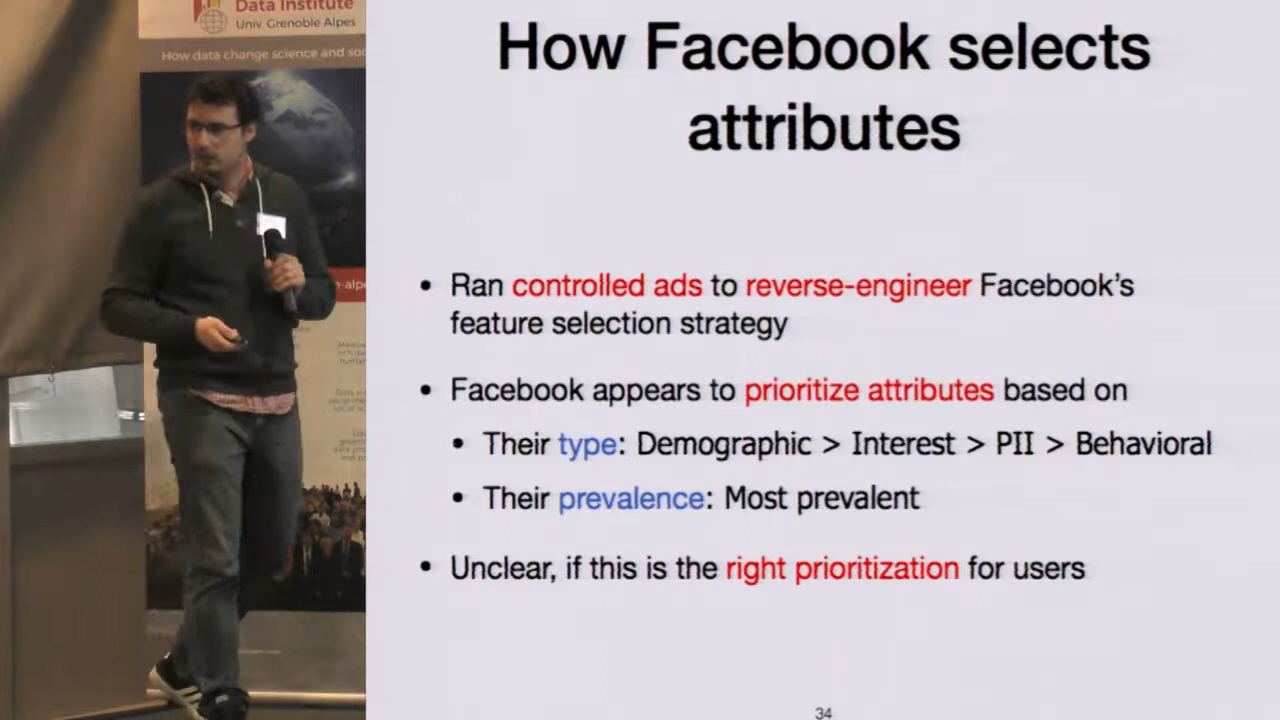 Data Institute
Univ. Grenoble Alpes
How data change science and soc
How Facebook selects
attributes
• Ran controlled ads to reverse-engineer Facebook's
feature selection strategy
• Facebook appears to prioritize attributes based on
• Their type: Demographic > Interest > PII > Behavioral
• Their prevalence: Most prevalent
• Unclear, if this is the right prioritization for users
34